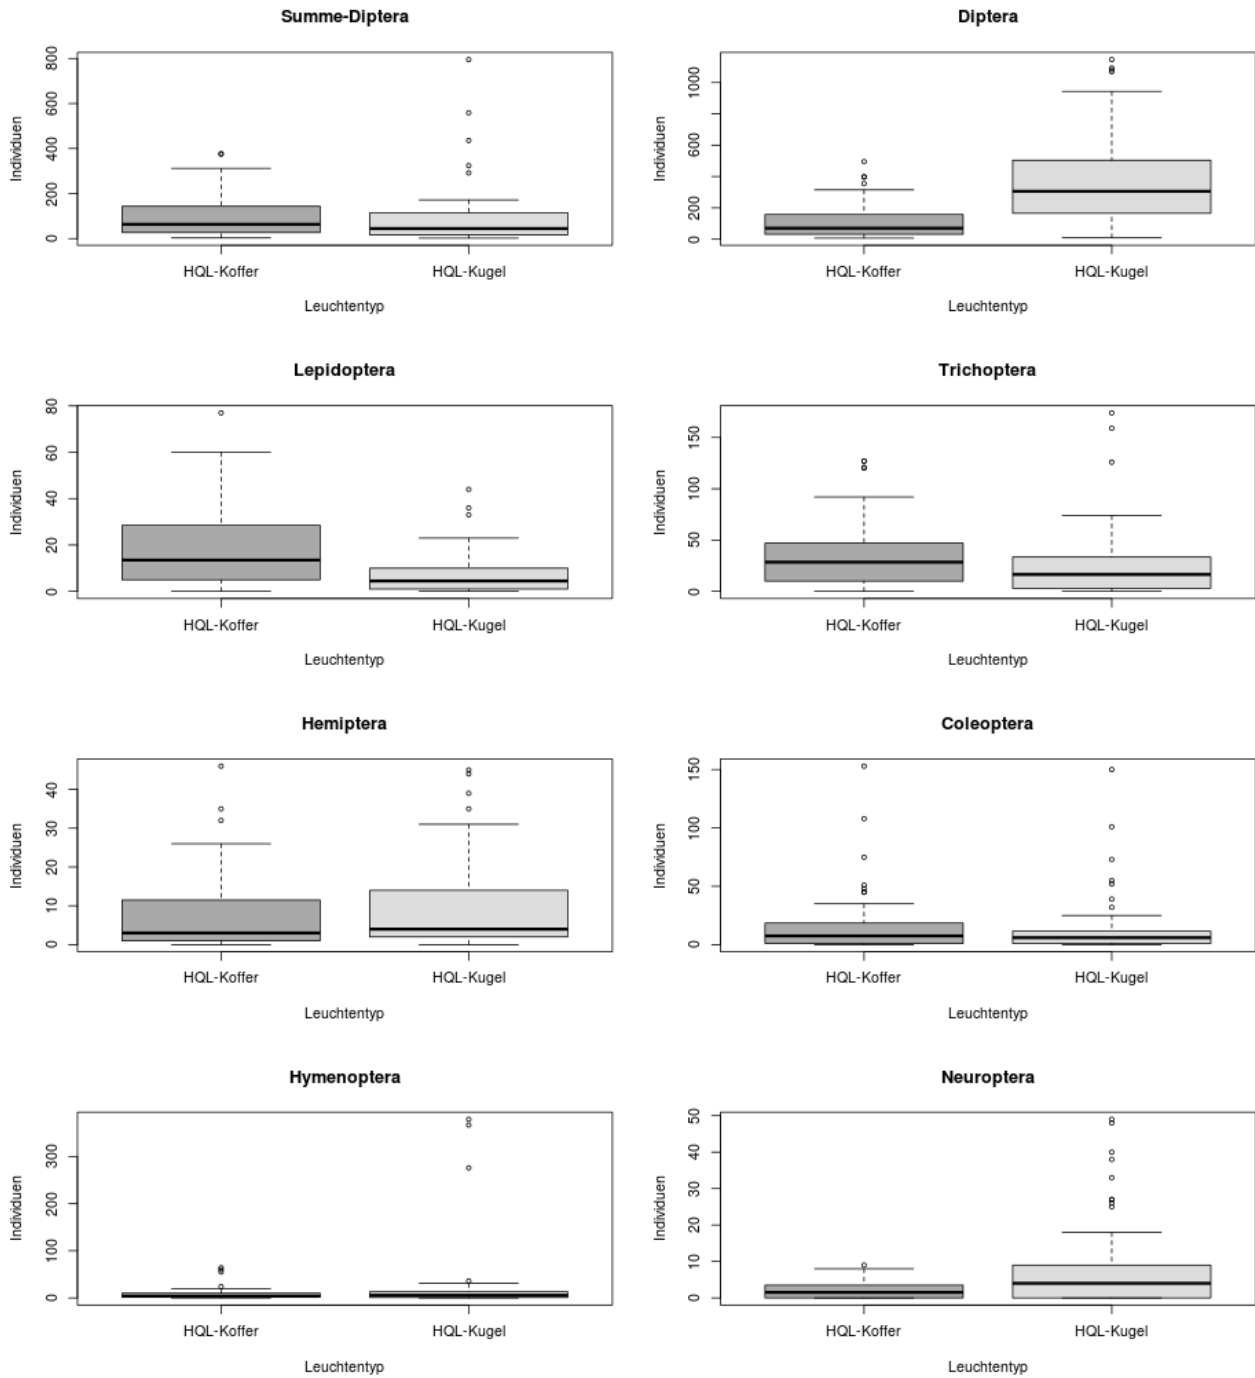 Summe-Diptera
Individuen
800
600
400
200
0
HQL-Koffer HQL-Kugel
Leuchtentyp
Diptera
Individuen
1000
600
200
0
HQL-Koffer HQL-Kugel
Leuchtentyp
Lepidoptera
Individuen
80
60
40
20
0
HQL-Koffer HQL-Kugel
Leuchtentyp
Trichoptera
Individuen
150
100
50
0
HQL-Koffer HQL-Kugel
Leuchtentyp
Hemiptera
Individuen
40
30
20
10
0
HQL-Koffer HQL-Kugel
Leuchtentyp
Coleoptera
Individuen
150
100
50
0
HQL-Koffer HQL-Kugel
Leuchtentyp
Hymenoptera
Individuen
300
200
100
0
HQL-Koffer HQL-Kugel
Leuchtentyp
Neuroptera
Individuen
50
40
30
20
10
0
HQL-Koffer HQL-Kugel
Leuchtentyp